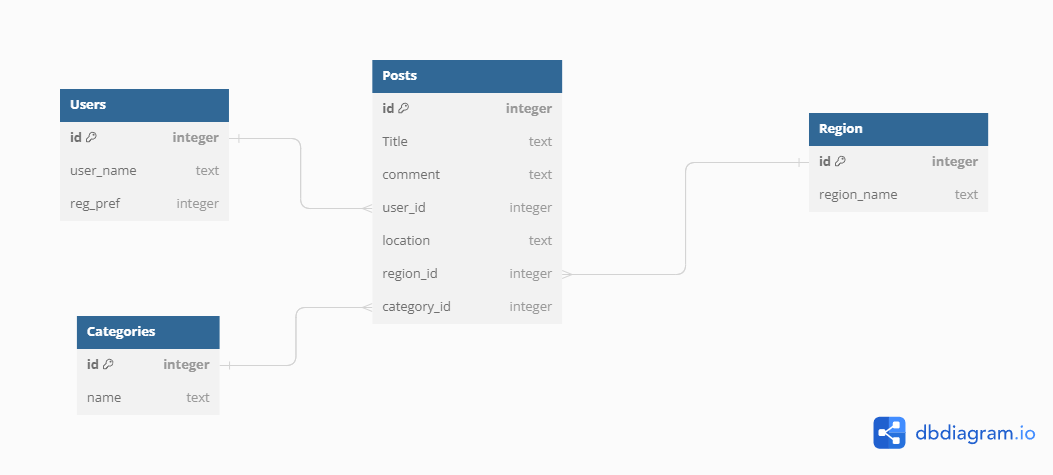 Users
id integer
user_name text
reg_pref integer
Posts
id integer
Title text
comment text
user_id integer
location text
region_id integer
category_id integer
Region
id integer
region_name text
Categories
id integer
name text
dbdiagram.io